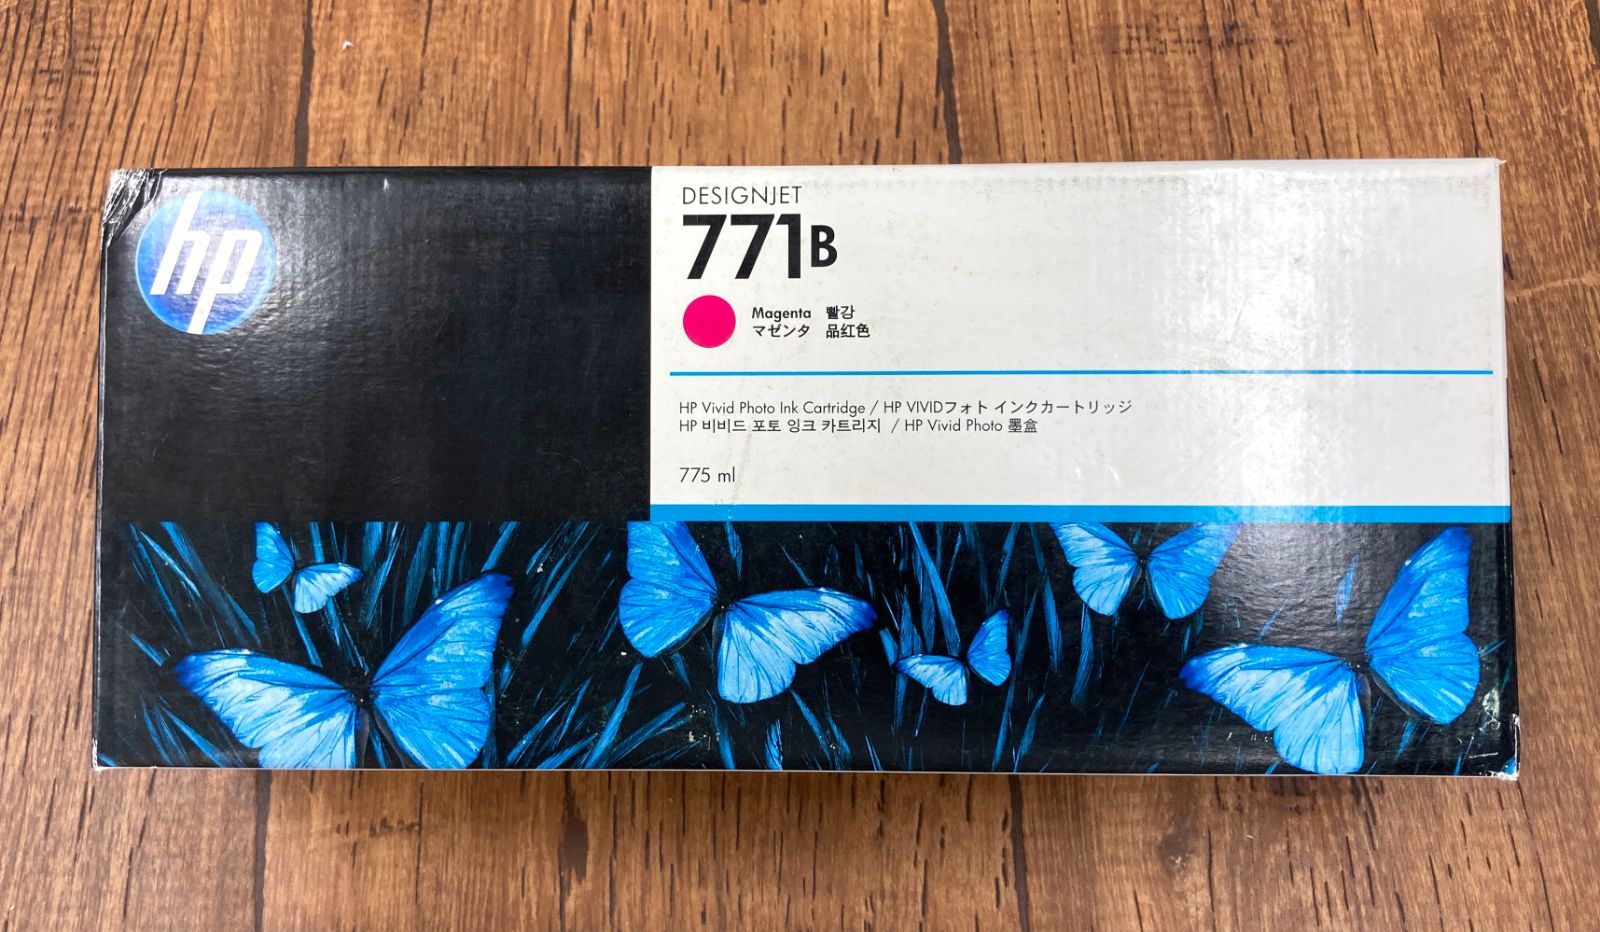 hp
DESIGNJET
771B
Magenta 빨강
マゼンタ 品红色
HP Vivid Photo Ink Cartridge / HP VIVIDフォト インクカートリッジ
HP 비비드 포토 잉크 카트리지 / HP Vivid Photo 墨盒
775 ml